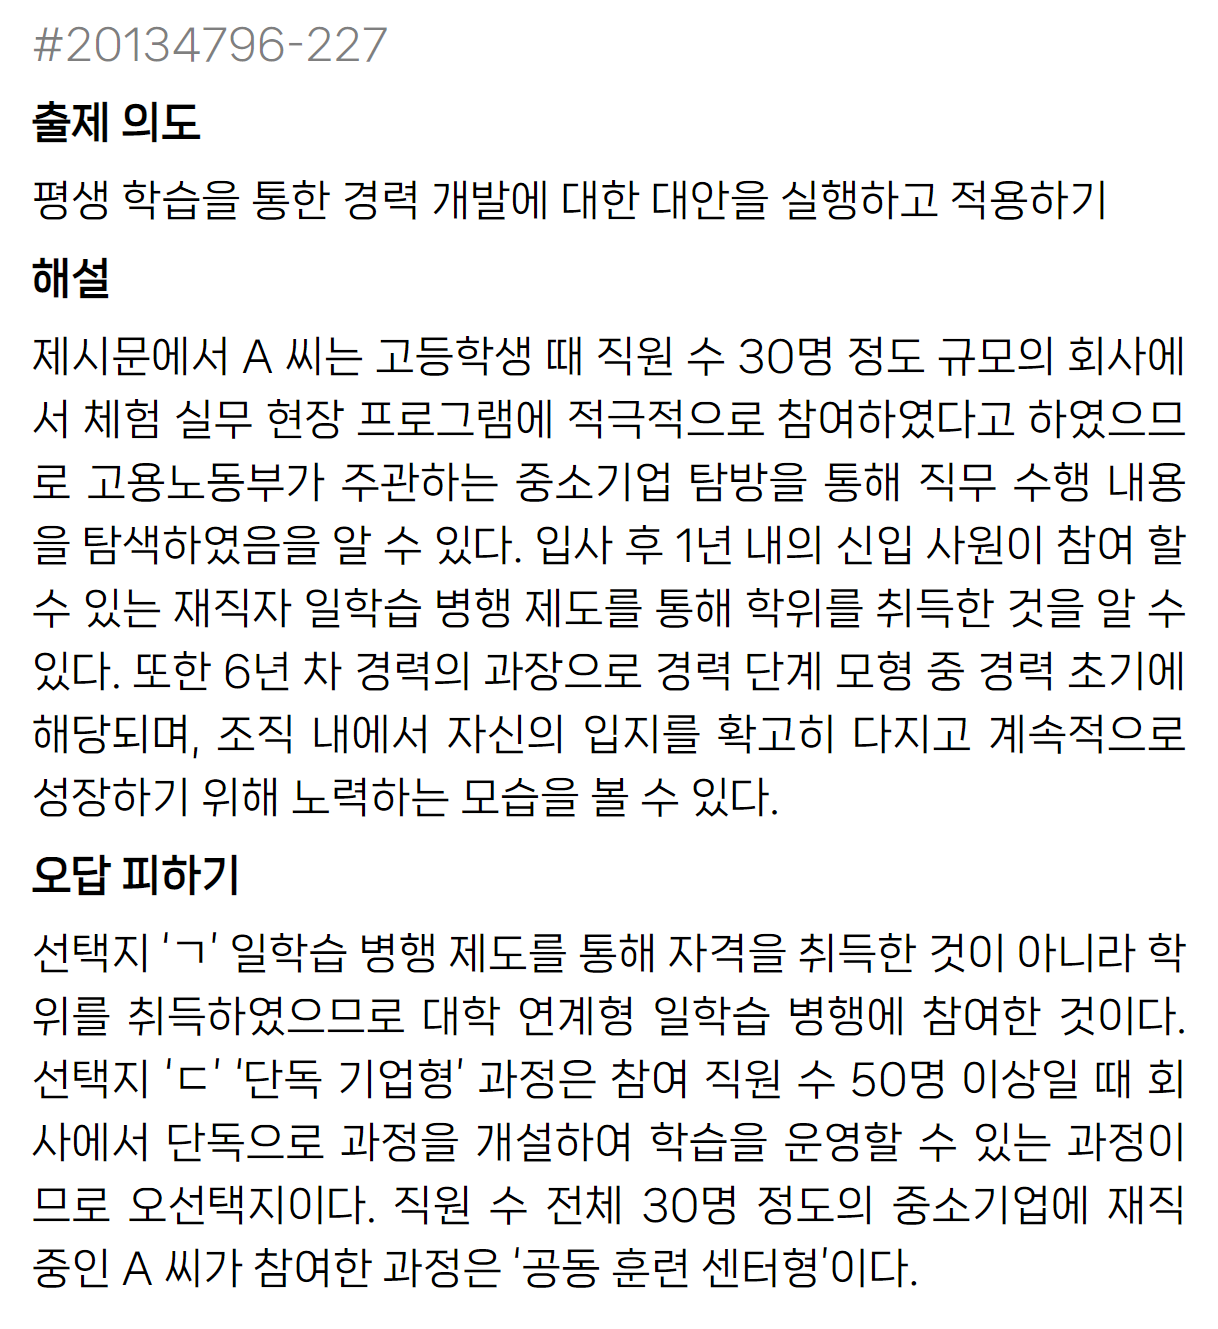 #20134796-227
출제 의도
평생 학습을 통한 경력 개발에 대한 대안을 실행하고 적용하기
해설
제시문에서 A 씨는 고등학생 때 직원 수 30명 정도 규모의 회사에
서 체험 실무 현장 프로그램에 적극적으로 참여하였다고 하였으므
로 고용노동부가 주관하는 중소기업 탐방을 통해 직무 수행 내용
을 탐색하였음을 알 수 있다. 입사 후 1년 내의 신입 사원이 참여 할
수 있는 재직자 일학습 병행 제도를 통해 학위를 취득한 것을 알 수
있다. 또한 6년 차 경력의 과장으로 경력 단계 모형 중 경력 초기에
해당되며, 조직 내에서 자신의 입지를 확고히 다지고 계속적으로
성장하기 위해 노력하는 모습을 볼 수 있다.
오답 피하기
선택지 ‘ㄱ’ 일학습 병행 제도를 통해 자격을 취득한 것이 아니라 학
위를 취득하였으므로 대학 연계형 일학습 병행에 참여한 것이다.
선택지 ‘ㄷ’ ‘단독 기업형’ 과정은 참여 직원 수 50명 이상일 때 회
사에서 단독으로 과정을 개설하여 학습을 운영할 수 있는 과정이
므로 오선택지이다. 직원 수 전체 30명 정도의 중소기업에 재직
중인 A 씨가 참여한 과정은 ‘공동 훈련 센터형’이다.